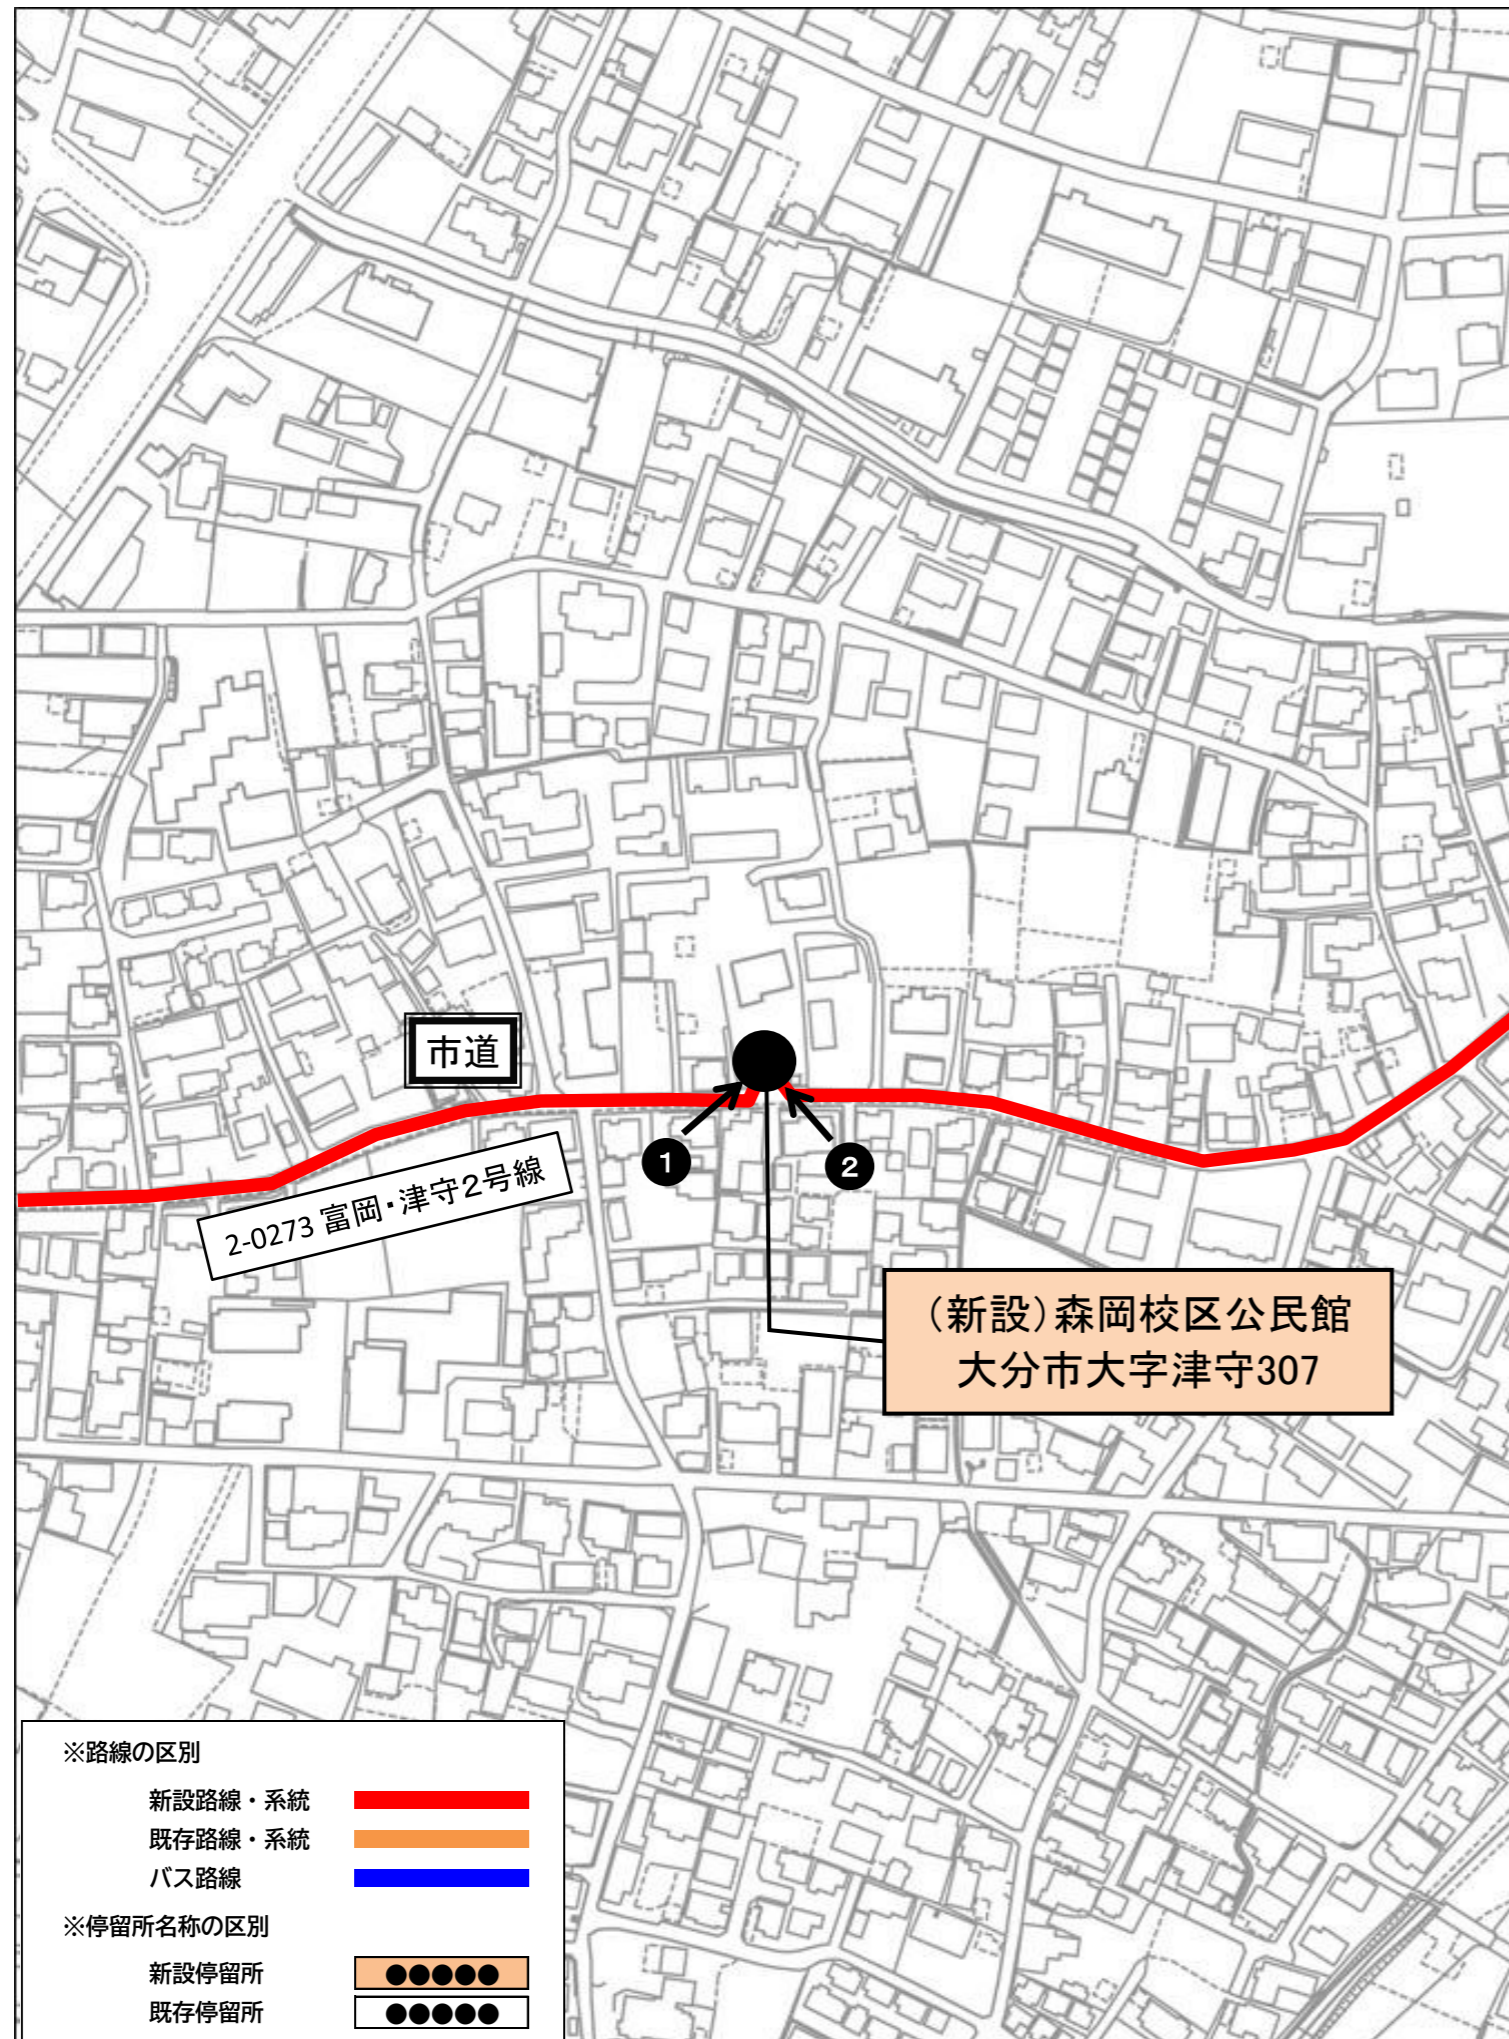 市道
2-0273 富岡・津守2号線
1
2
（新設）森岡校区公民館
大分市大字津守307
※路線の区別
新設路線・系統
既存路線・系統
バス路線
※停留所名称の区別
新設停留所
●●●●●
既存停留所
●●●●●